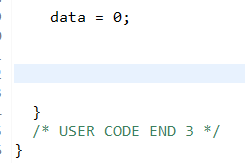 data = 0;
}
/* USER CODE END 3 */
}